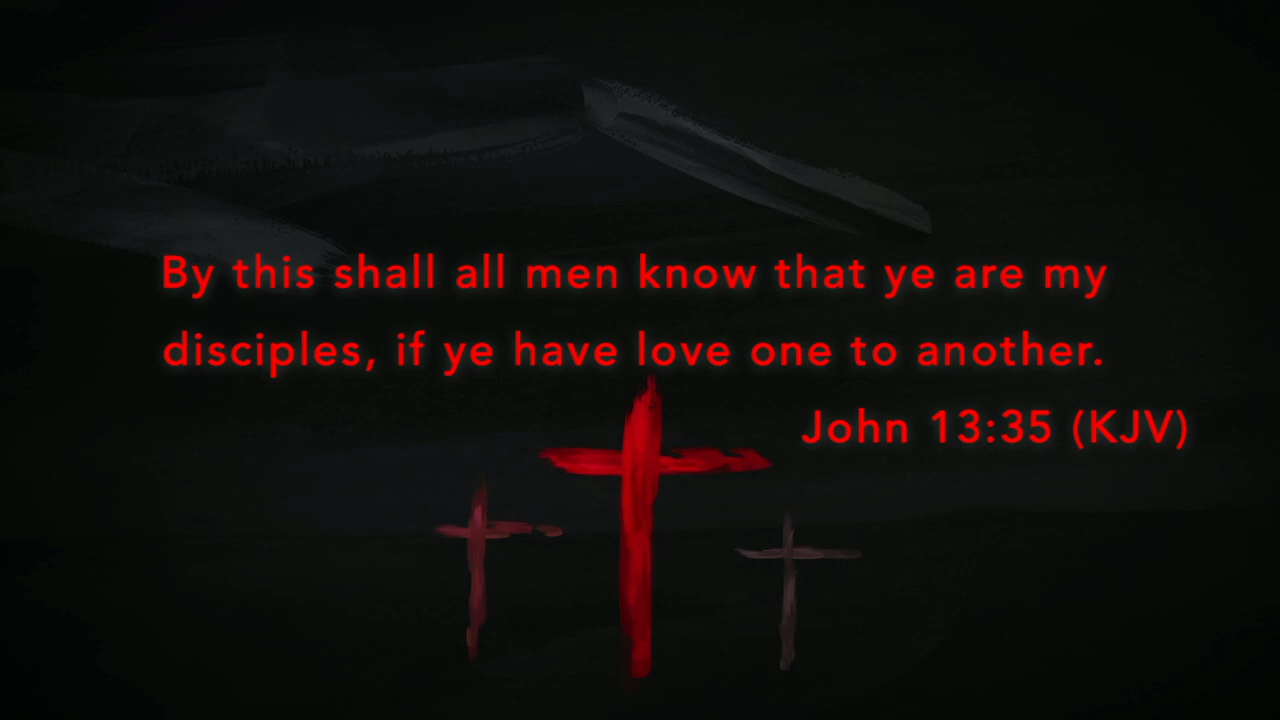 By this shall all men know that ye are my
disciples, if ye have love one to another.
John 13:35 (KJV)